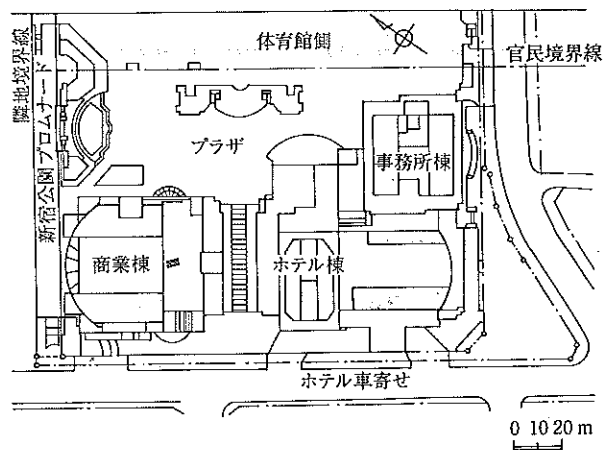 体育館側
官民境界線
隣地境界線
新宿公園プロムナード
プラザ
事務所棟
商業棟
ホテル棟
ホテル車寄せ
0 10 20 m